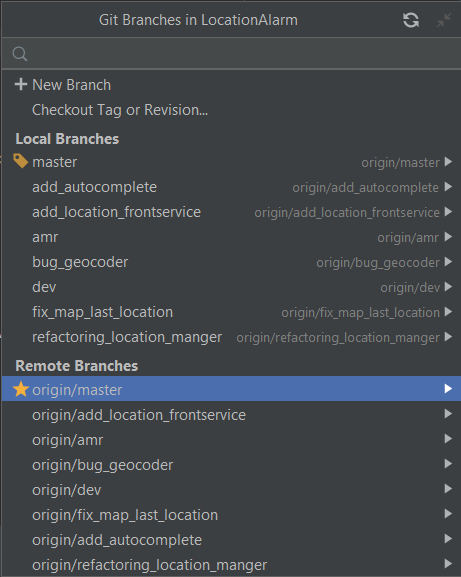 Git Branches in LocationAlarm
New Branch
Checkout Tag or Revision...
Local Branches
master origin/master
add_autocomplete origin/add_autocomplete
add_location_frontservice origin/add_location_frontservice
amr origin/amr
bug_geocoder origin/bug_geocoder
dev origin/dev
fix_map_last_location origin/fix_map_last_location
refactoring_location_manger origin/refactoring_location_manger
Remote Branches
origin/master
origin/add_location_frontservice
origin/amr
origin/bug_geocoder
origin/dev
origin/fix_map_last_location
origin/add_autocomplete
origin/refactoring_location_manger